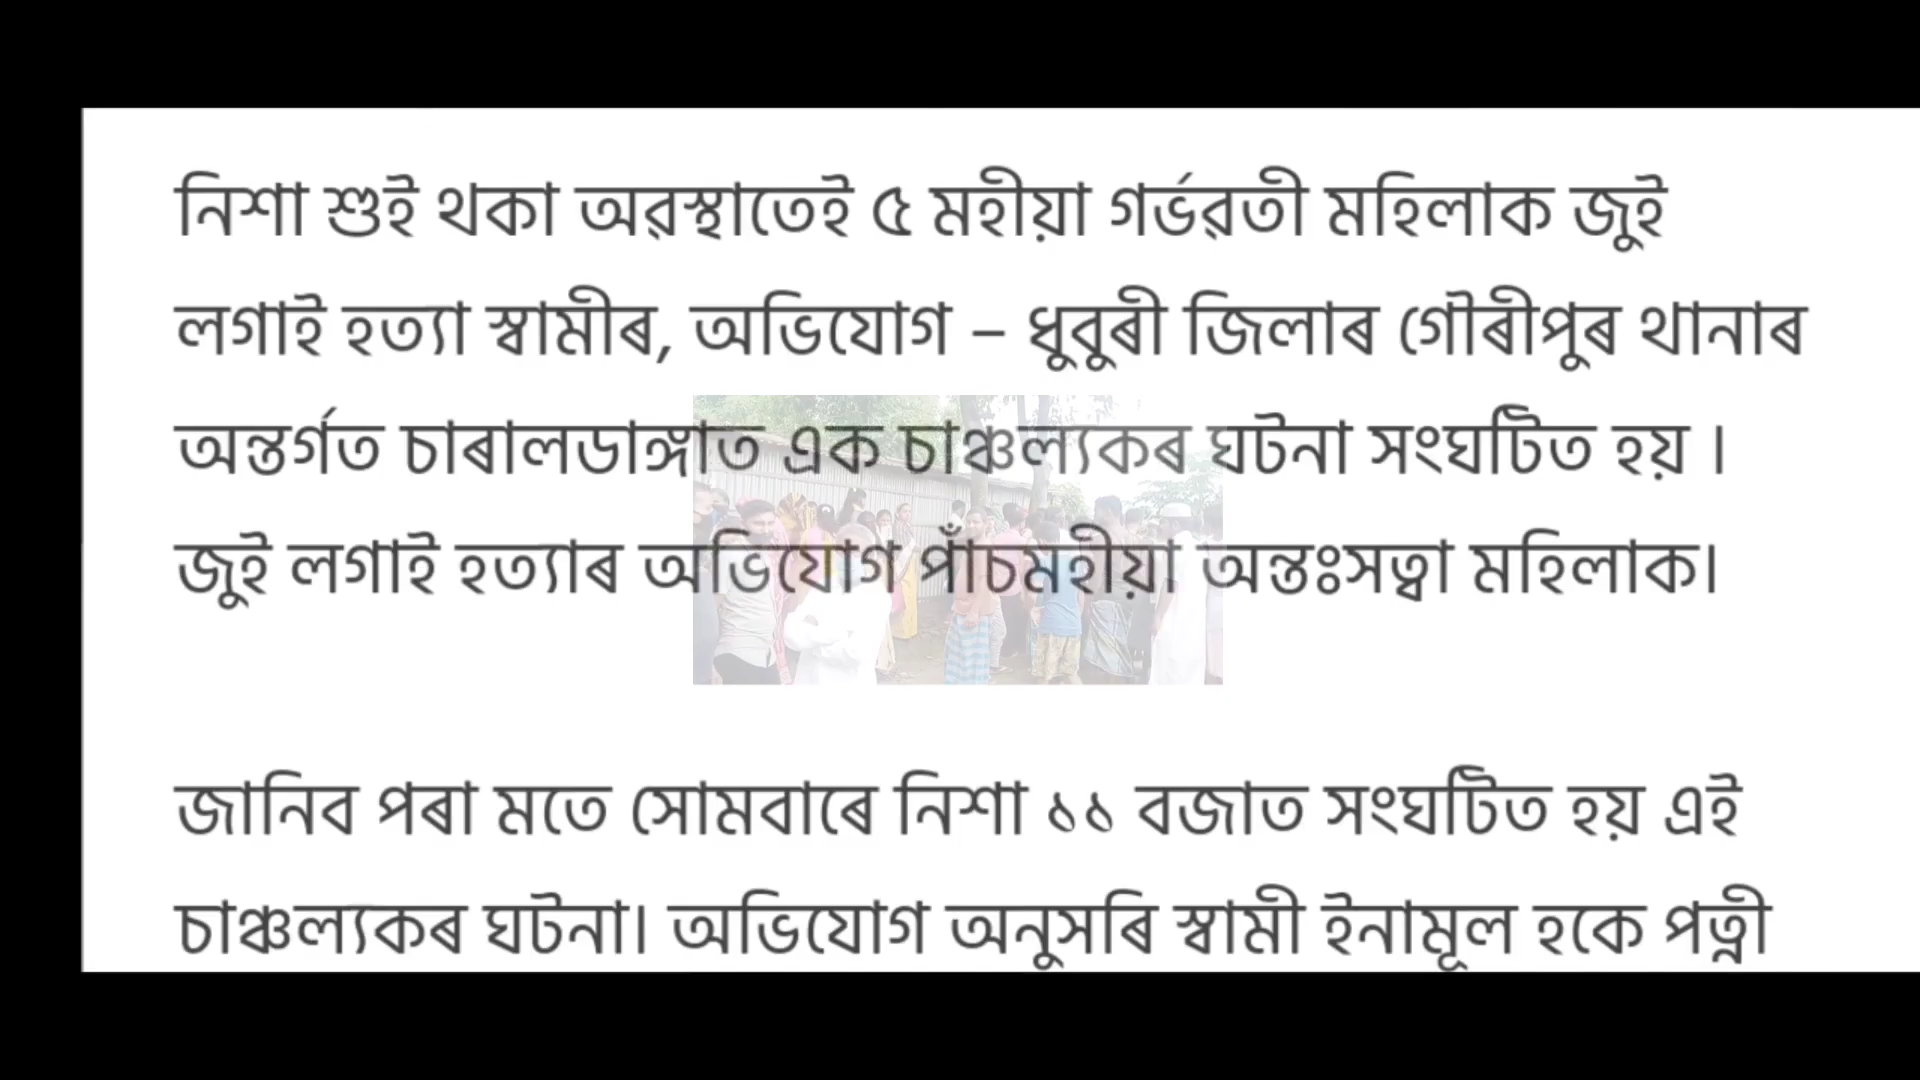 নিশা শুই থকা অৱস্থাতেই ৫ মহীয়া গৰ্ভৱতী মহিলাক জুই
লগাই হত্যা স্বামীৰ, অভিযোগ – ধুবুৰী জিলাৰ গৌৰীপুৰ থানাৰ
অন্তৰ্গত চাৰালডাঙ্গাত এক চাঞ্চল্যকৰ ঘটনা সংঘটিত হয় ।
জুই লগাই হত্যাৰ অভিযোগ পাঁচমহীয়া অন্তঃসত্বা মহিলাক।
জানিব পৰা মতে সোমবাৰে নিশা ১১ বজাত সংঘটিত হয় এই
চাঞ্চল্যকৰ ঘটনা। অভিযোগ অনুসৰি স্বামী ইনামূল হকে পত্নী